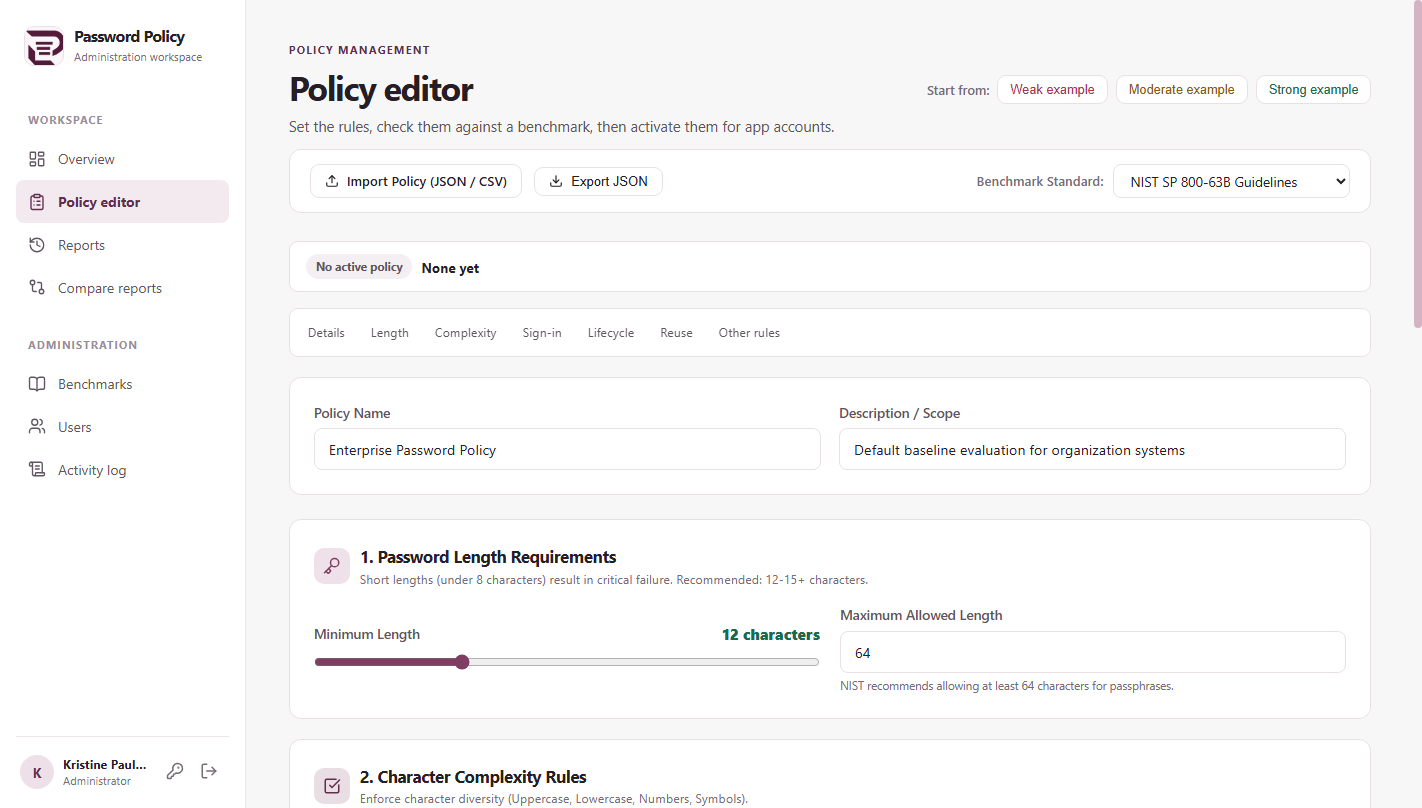 Password Policy
Administration workspace
WORKSPACE
Overview
Policy editor
Reports
Compare reports
ADMINISTRATION
Benchmarks
Users
Activity log
K
Kristine Paul...
Administrator
POLICY MANAGEMENT
Policy editor
Start from: Weak example Moderate example Strong example
Set the rules, check them against a benchmark, then activate them for app accounts.
Import Policy (JSON / CSV) Export JSON Benchmark Standard: NIST SP 800-63B Guidelines
No active policy None yet
Details Length Complexity Sign-in Lifecycle Reuse Other rules
Policy Name Description / Scope
Enterprise Password Policy Default baseline evaluation for organization systems
1. Password Length Requirements
Short lengths (under 8 characters) result in critical failure. Recommended: 12-15+ characters.
Minimum Length 12 characters
Maximum Allowed Length
64
NIST recommends allowing at least 64 characters for passphrases.
2. Character Complexity Rules
Enforce character diversity (Uppercase, Lowercase, Numbers, Symbols).